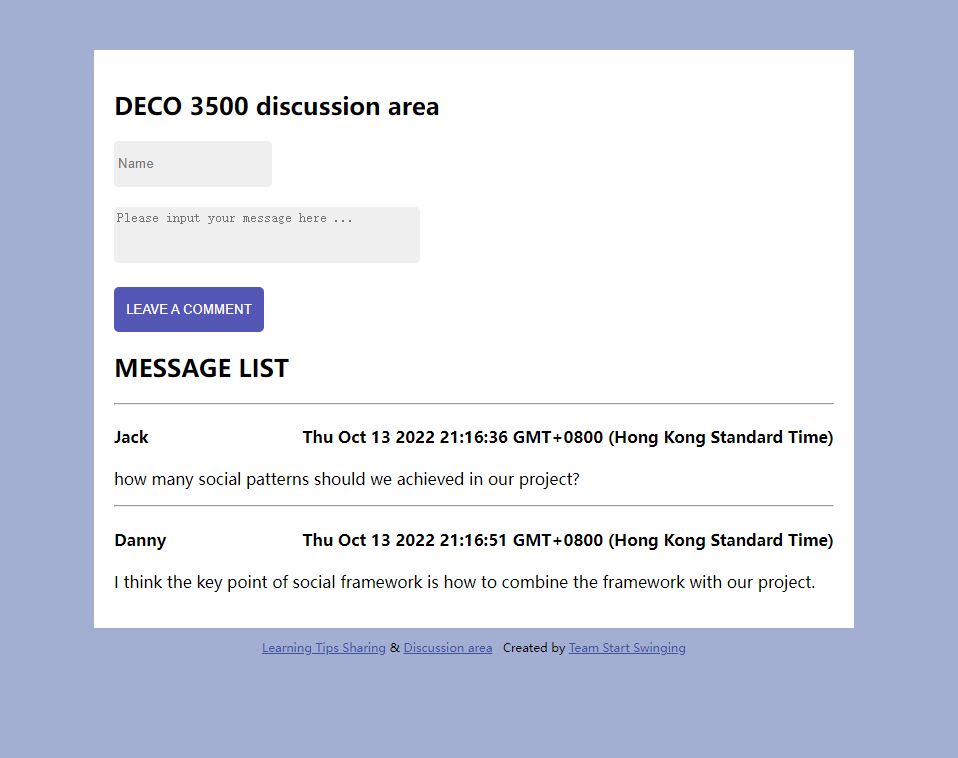 DECO 3500 discussion area
Name
Please input your message here ...
LEAVE A COMMENT
MESSAGE LIST
Jack Thu Oct 13 2022 21:16:36 GMT+0800 (Hong Kong Standard Time)
how many social patterns should we achieved in our project?
Danny Thu Oct 13 2022 21:16:51 GMT+0800 (Hong Kong Standard Time)
I think the key point of social framework is how to combine the framework with our project.
Learning Tips Sharing & Discussion area Created by Team Start Swinging